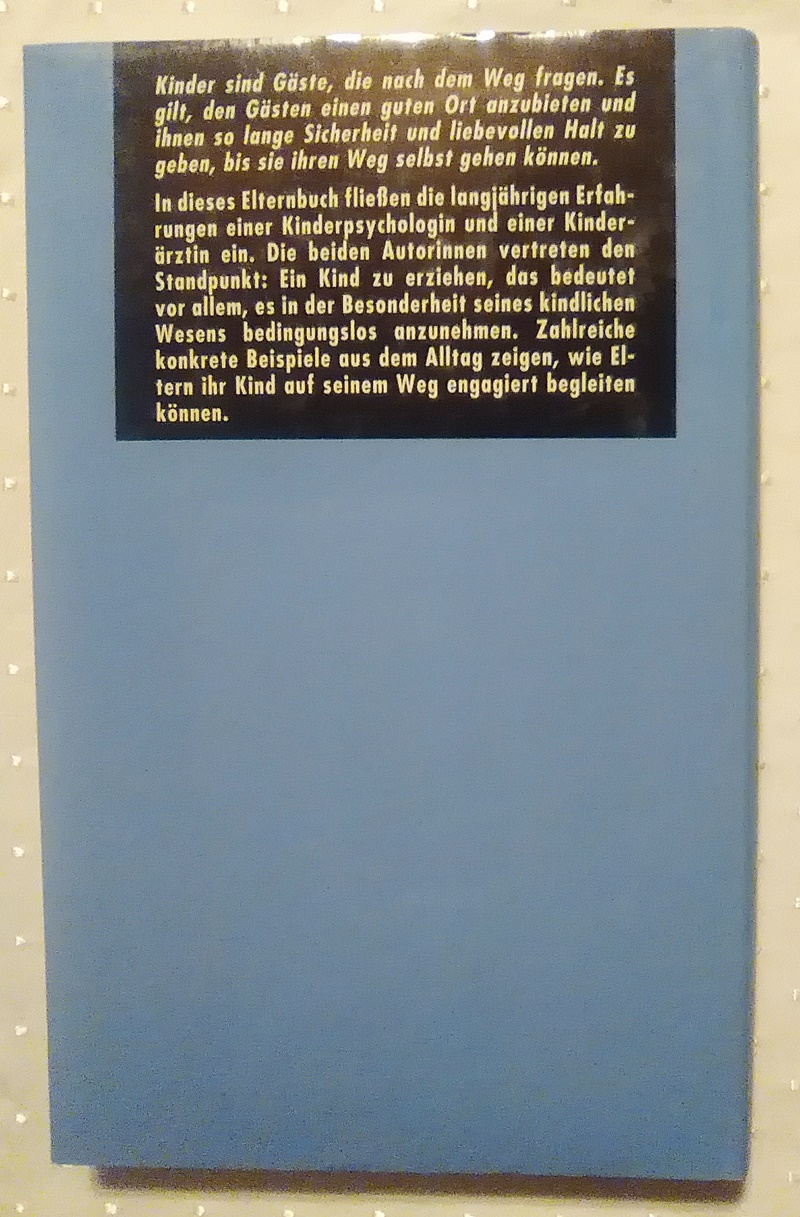 Kinder sind Gäste, die nach dem Weg fragen. Es
gilt, den Gästen einen guten Ort anzubieten und
ihnen so lange Sicherheit und liebevollen Halt zu
geben, bis sie ihren Weg selbst gehen können.
In dieses Elternbuch fließen die langjährigen Erfah-
rungen einer Kinderpsychologin und einer Kinder-
ärztin ein. Die beiden Autorinnen vertreten den
Standpunkt: Ein Kind zu erziehen, das bedeutet
vor allem, es in der Besonderheit seines kindlichen
Wesens bedingungslos anzunehmen. Zahlreiche
konkrete Beispiele aus dem Alltag zeigen, wie El-
tern ihr Kind auf seinem Weg engagiert begleiten
können.